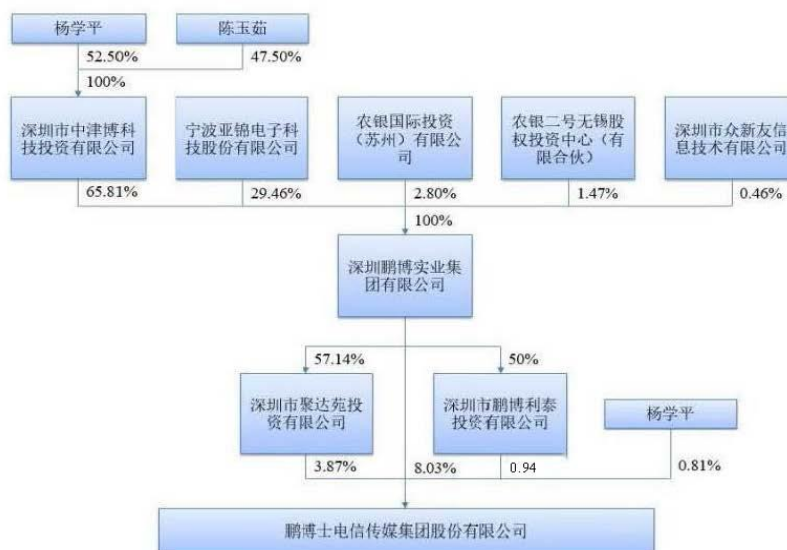 杨学平
陈玉茹
52.50%
47.50%
100%
深圳市中津博科
技投资有限公司
宁波亚锦电子科
技股份有限公司
农银国际投资
（苏州）有限公
司
农银二号无锡股
权投资中心（有
限合伙）
深圳市众新友信
息技术有限公司
65.81%
29.46%
2.80%
1.47%
0.46%
100%
深圳鹏博实业集
团有限公司
57.14%
50%
深圳市聚达苑投
资有限公司
深圳市鹏博利泰
投资有限公司
杨学平
3.87%
8.03%
0.94
0.81%
鹏博士电信传媒集团股份有限公司